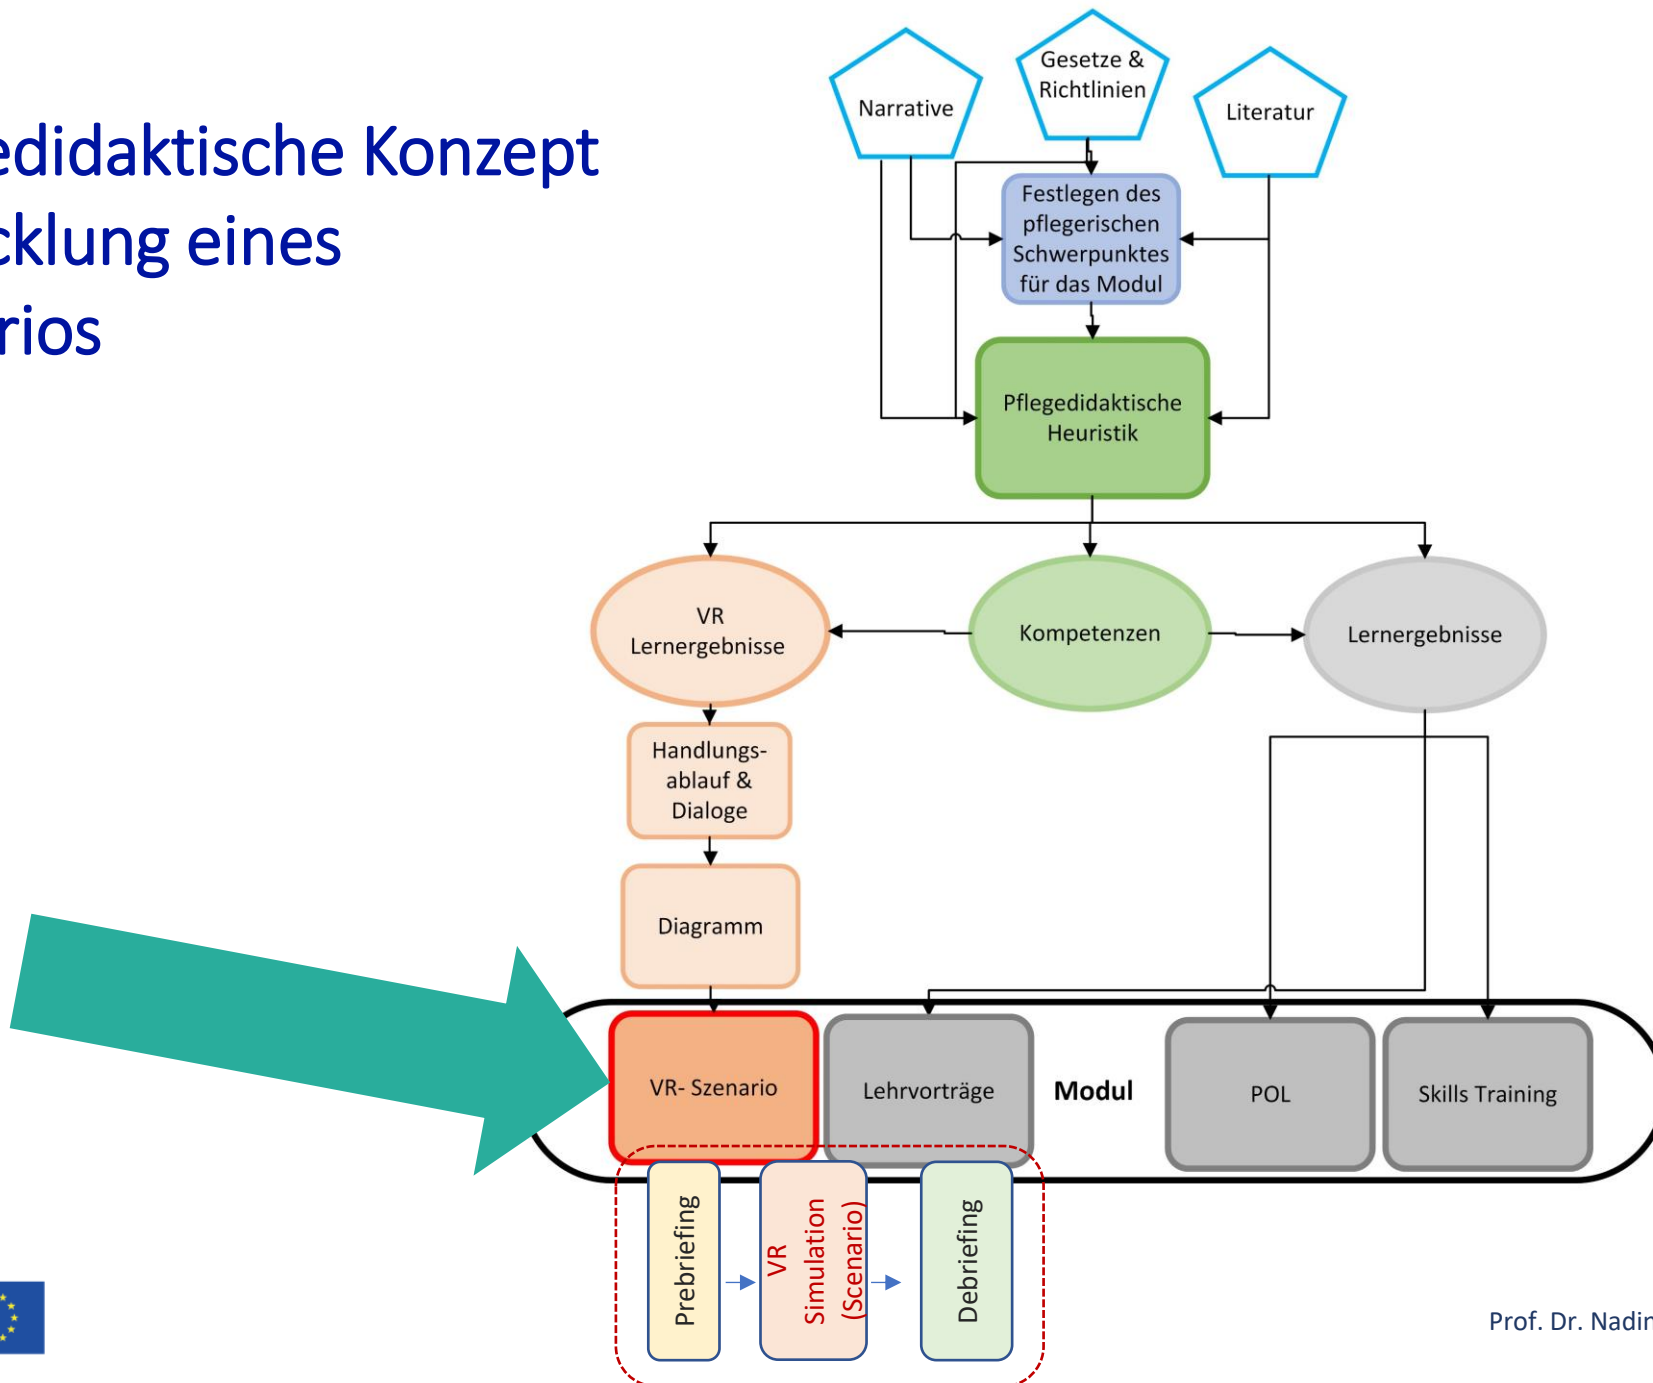 edidaktische Konzept
cklung eines
rios
Narrative
Gesetze &
Richtlinien
Literatur
Festlegen des
pflegerischen
Schwerpunktes
für das Modul
Pflegedidaktische
Heuristik
VR
Lernergebnisse
Kompetenzen
Lernergebnisse
Handlungs-
ablauf &
Dialoge
Diagramm
VR- Szenario
Lehrvorträge
Modul
POL
Skills Training
Prebriefing
VR
Simulation
(Scenario)
Debriefing
Prof. Dr. Nadin